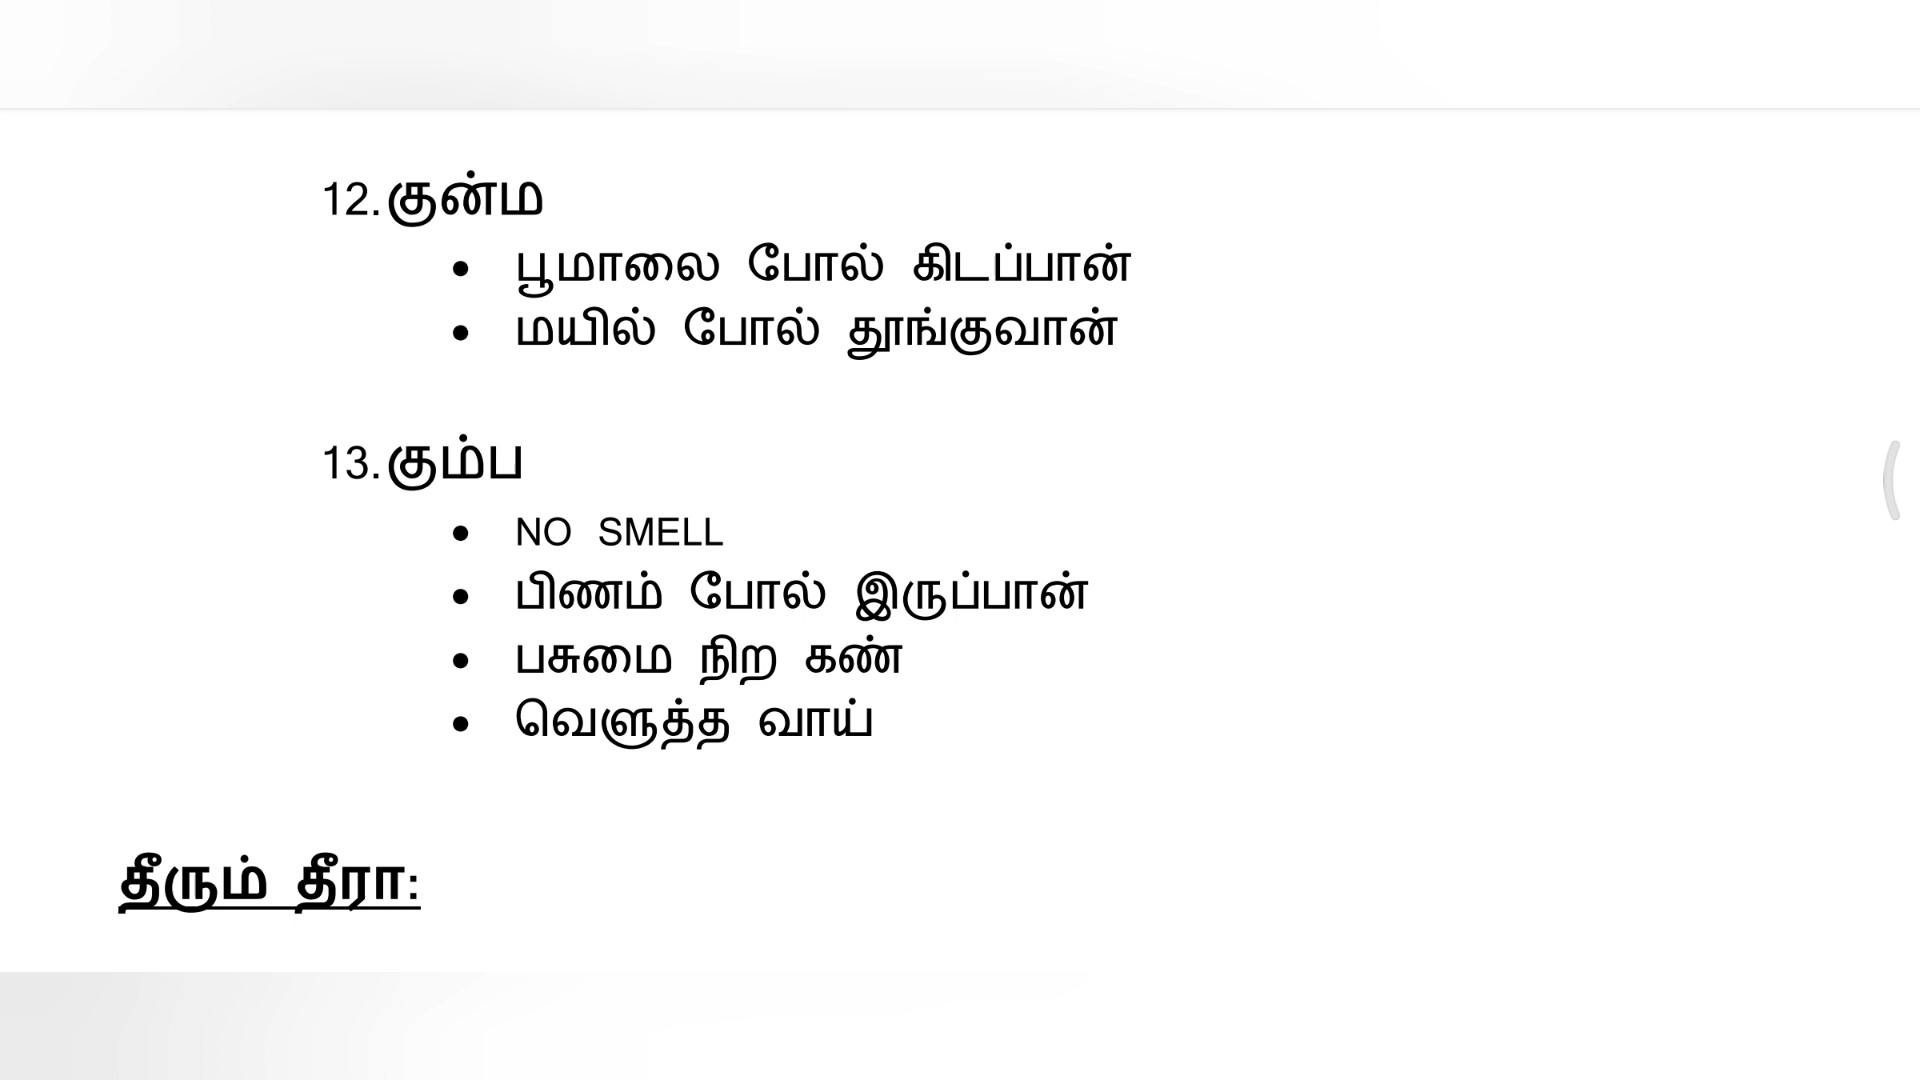 12.குன்ம
• பூமாலை போல் கிடப்பான்
• மயில் போல் தூங்குவான்
13.கும்ப
• NO SMELL
• பிணம் போல் இருப்பான்
• பசுமை நிற கண்
• வெளுத்த வாய்
தீரும் தீரா: